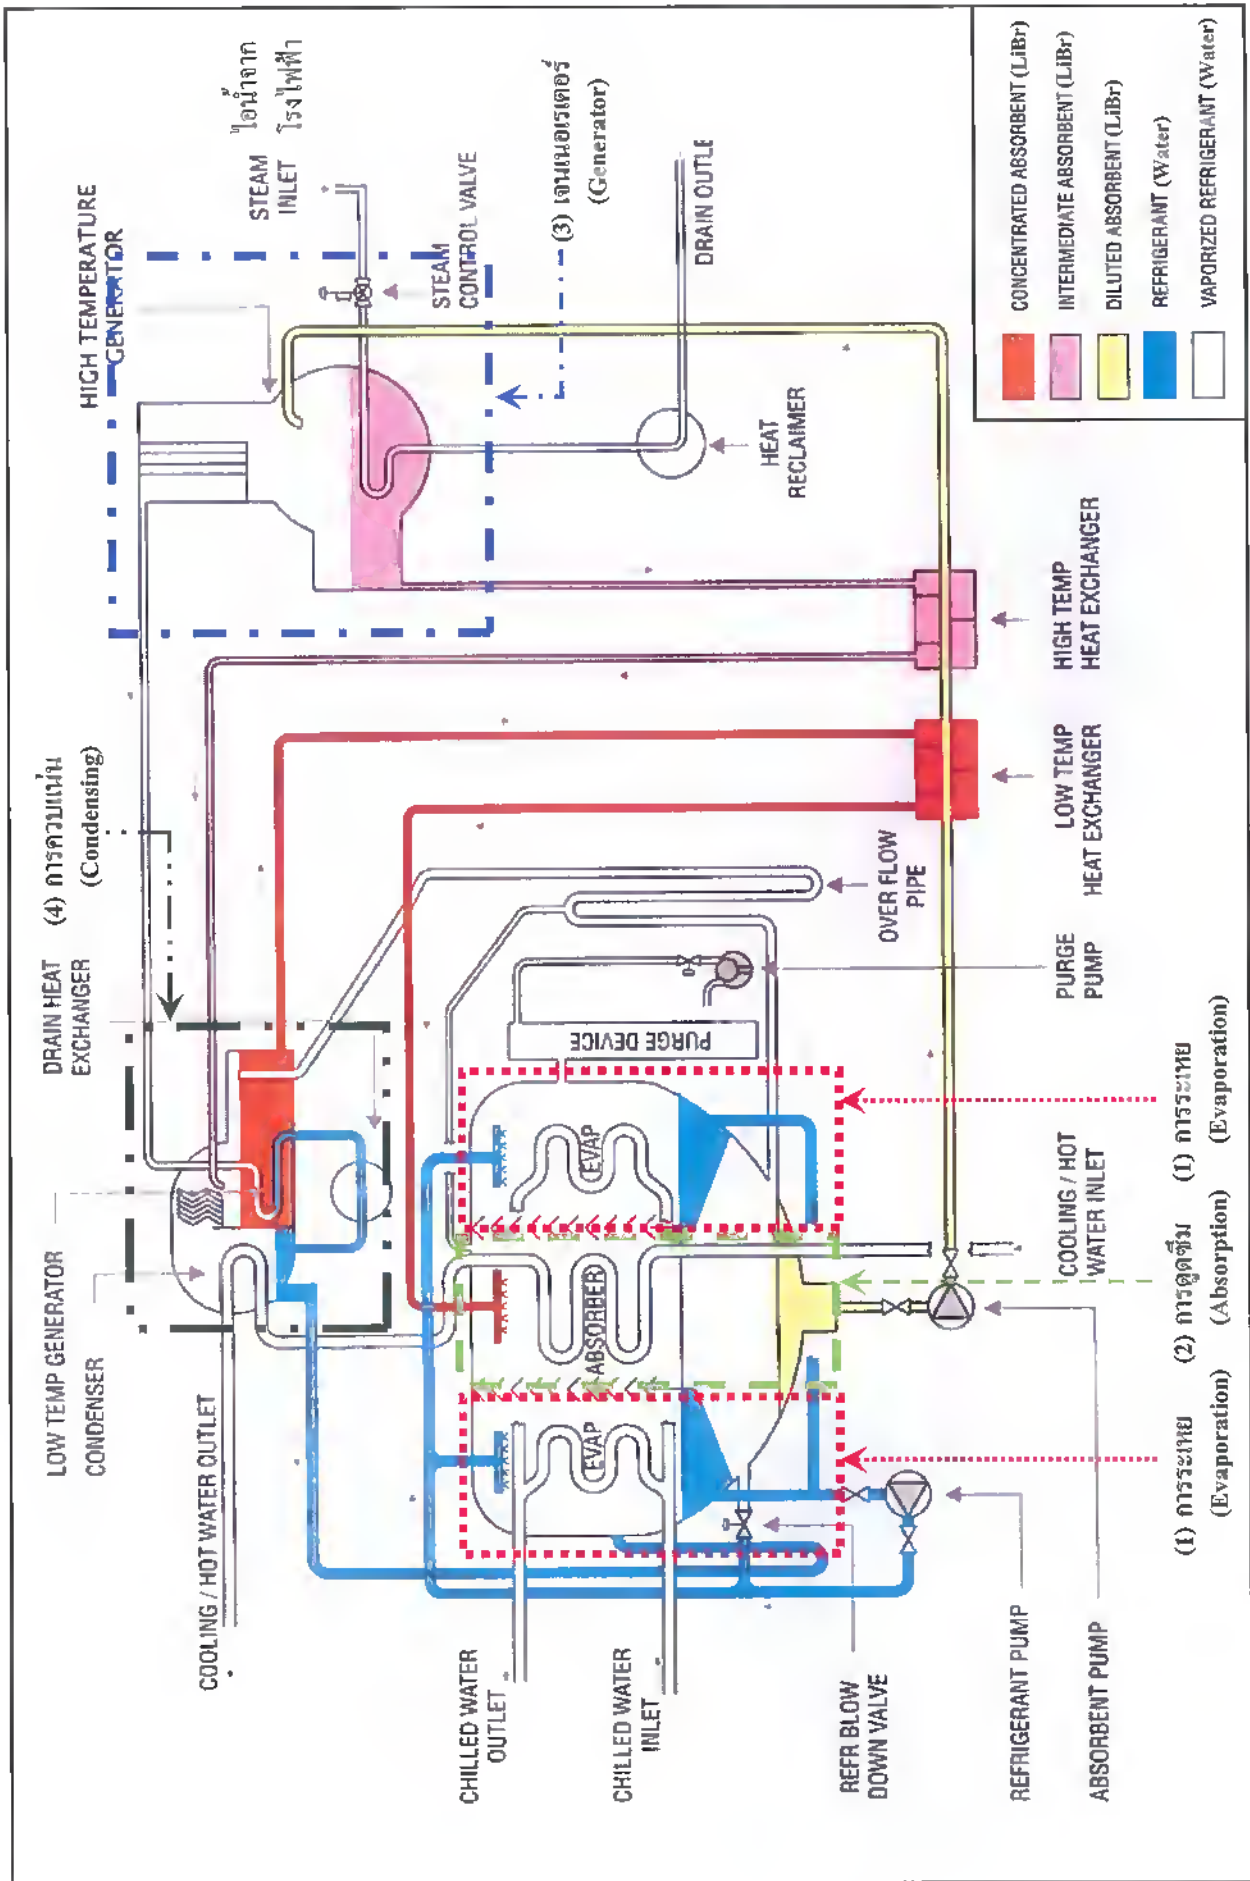 HIGH TEMPERATURE
GENERATOR
STEAM
INLET
ไอน้ำจาก
โรงไฟฟ้า
STEAM
CONTROL VALVE
(3) เจนเนอเรเตอร์
(Generator)
DRAIN OUTLE
HEAT
RECLAIMER
(4) การควบแน่น
(Condensing)
DRAIN HEAT
EXCHANGER
LOW TEMP GENERATOR
CONDENSER
COOLING / HOT WATER OUTLET
CHILLED WATER
OUTLET
CHILLED WATER
INLET
EVAP
ABSORBER
EVAP
PURGE DEVICE
OVER FLOW
PIPE
PURGE
PUMP
LOW TEMP
HEAT EXCHANGER
HIGH TEMP
HEAT EXCHANGER
COOLING / HOT
WATER INLET
REFR BLOW
DOWN VALVE
REFRIGERANT PUMP
ABSORBENT PUMP
(1) การระเหย
(Evaporation)
(2) การดูดซึม
(Absorption)
(1) การระเหย
(Evaporation)
CONCENTRATED ABSORBENT (LiBr)
INTERMEDIATE ABSORBENT (LiBr)
DILUTED ABSORBENT (LiBr)
REFRIGERANT (Water)
VAPORIZED REFRIGERANT (Water)